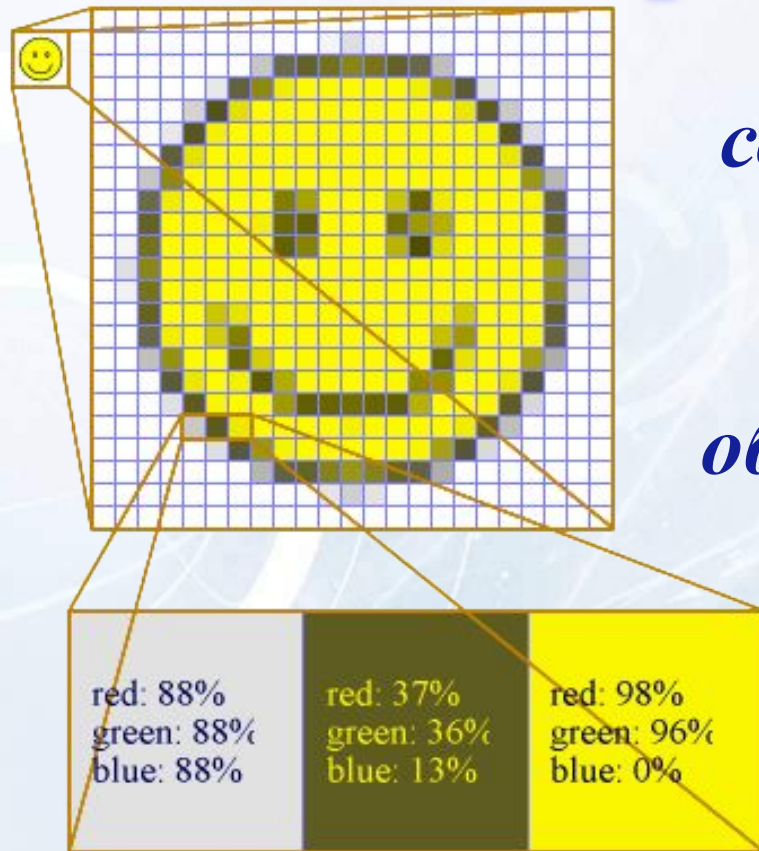 red: 88%
green: 88%
blue: 88%
red: 37%
green: 36%
blue: 13%
red: 98%
green: 96%
blue: 0%